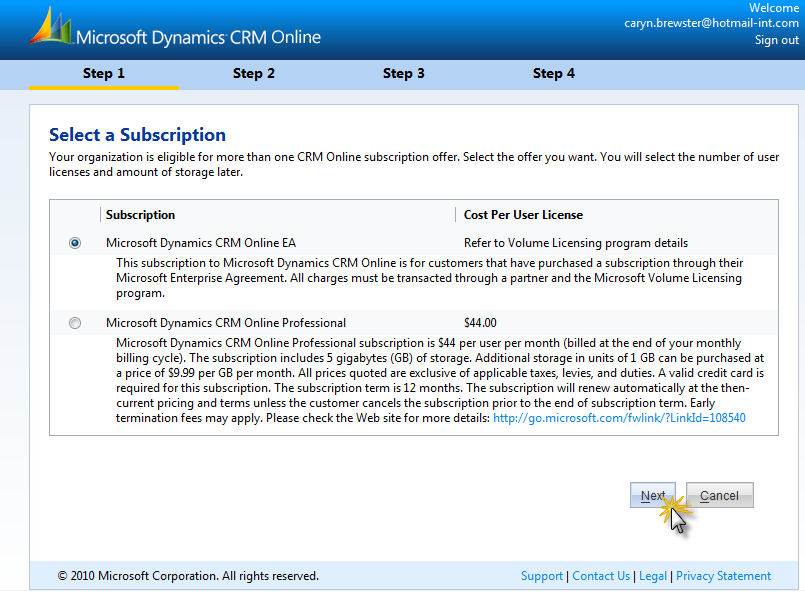 Welcome
caryn.brewster@hotmail-int.com
Microsoft Dynamics CRM Online
Sign out
Step 1 Step 2 Step 3 Step 4
Select a Subscription
Your organization is eligible for more than one CRM Online subscription offer. Select the offer you want. You will select the number of user
licenses and amount of storage later.
Subscription Cost Per User License
Microsoft Dynamics CRM Online EA Refer to Volume Licensing program details
This subscription to Microsoft Dynamics CRM Online is for customers that have purchased a subscription through their
Microsoft Enterprise Agreement. All charges must be transacted through a partner and the Microsoft Volume Licensing
program.
Microsoft Dynamics CRM Online Professional $44.00
Microsoft Dynamics CRM Online Professional subscription is $44 per user per month (billed at the end of your monthly
billing cycle). The subscription includes 5 gigabytes (GB) of storage. Additional storage in units of 1 GB can be purchased at
a price of $9.99 per GB per month. All prices quoted are exclusive of applicable taxes, levies, and duties. A valid credit card is
required for this subscription. The subscription term is 12 months. The subscription will renew automatically at the then-
current pricing and terms unless the customer cancels the subscription prior to the end of subscription term. Early
termination fees may apply. Please check the Web site for more details: http://go.microsoft.com/fwlink/?LinkId=108540
Next Cancel
© 2010 Microsoft Corporation. All rights reserved. Support | Contact Us | Legal | Privacy Statement